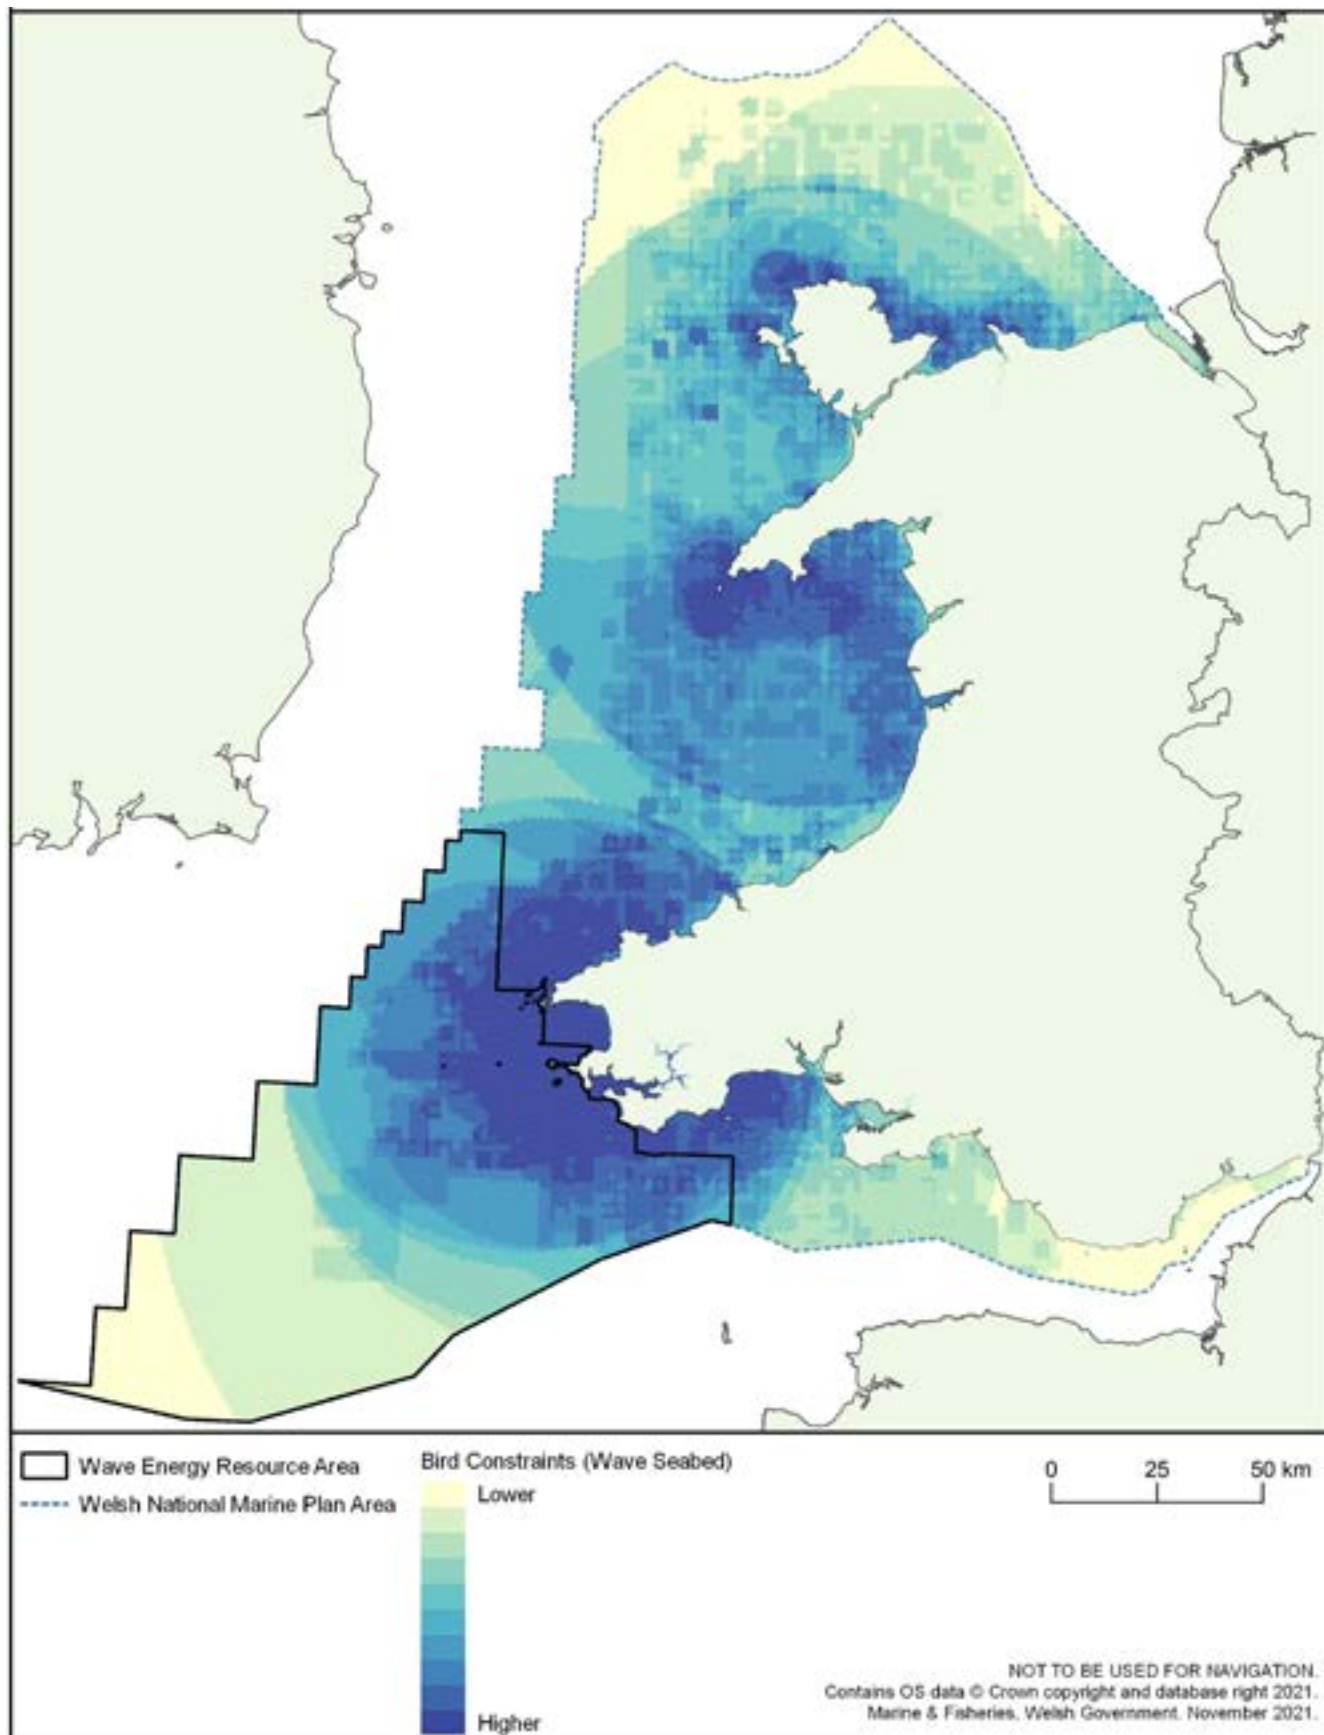 Wave Energy Resource Area
Welsh National Marine Plan Area
Bird Constraints (Wave Seabed)
Lower
Higher
0 25 50 km
NOT TO BE USED FOR NAVIGATION.
Contains OS data © Crown copyright and database right 2021.
Marine & Fisheries. Welsh Government. November 2021.